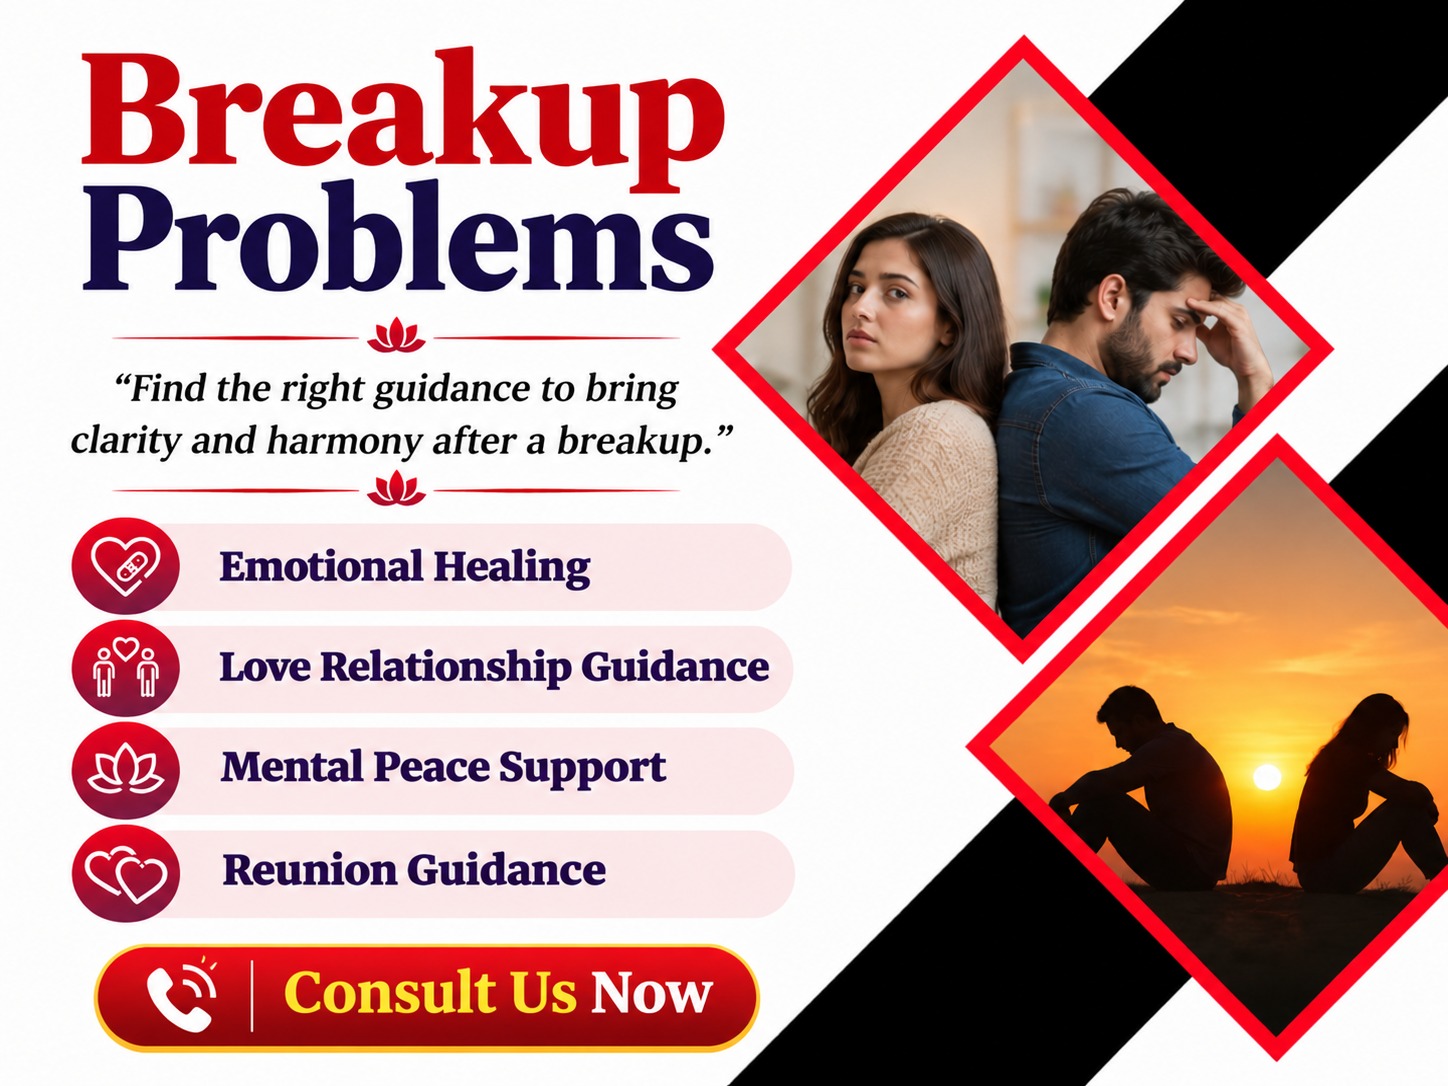 Breakup
Problems
“Find the right guidance to bring
clarity and harmony after a breakup.”
Emotional Healing
Love Relationship Guidance
Mental Peace Support
Reunion Guidance
Consult Us Now